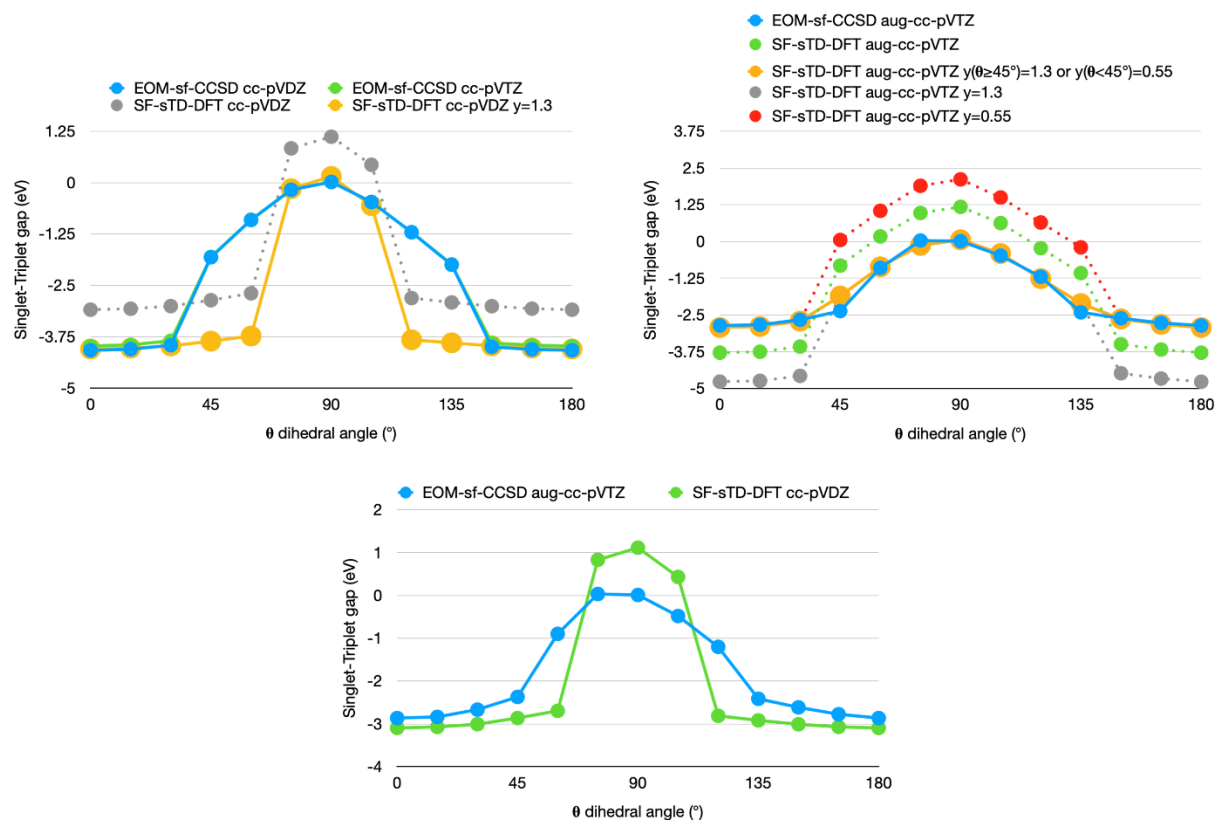 EOM-sf-CCSD cc-pVDZ EOM-sf-CCSD cc-pVTZ
SF-sTD-DFT cc-pVDZ SF-sTD-DFT cc-pVDZ y=1.3
1.25
0
-1.25
-2.5
-3.75
-5
Singlet-Triplet gap (eV)
0 45 90 135 180
θ dihedral angle (°)
EOM-sf-CCSD aug-cc-pVTZ
SF-sTD-DFT aug-cc-pVTZ
SF-sTD-DFT aug-cc-pVTZ y(θ≥45°)=1.3 or y(θ<45°)=0.55
SF-sTD-DFT aug-cc-pVTZ y=1.3
SF-sTD-DFT aug-cc-pVTZ y=0.55
3.75
2.5
1.25
0
-1.25
-2.5
-3.75
-5
Singlet-Triplet gap (eV)
0 45 90 135 180
θ dihedral angle (°)
EOM-sf-CCSD aug-cc-pVTZ SF-sTD-DFT cc-pVDZ
2
1
0
-1
-2
-3
-4
Singlet-Triplet gap (eV)
0 45 90 135 180
θ dihedral angle (°)